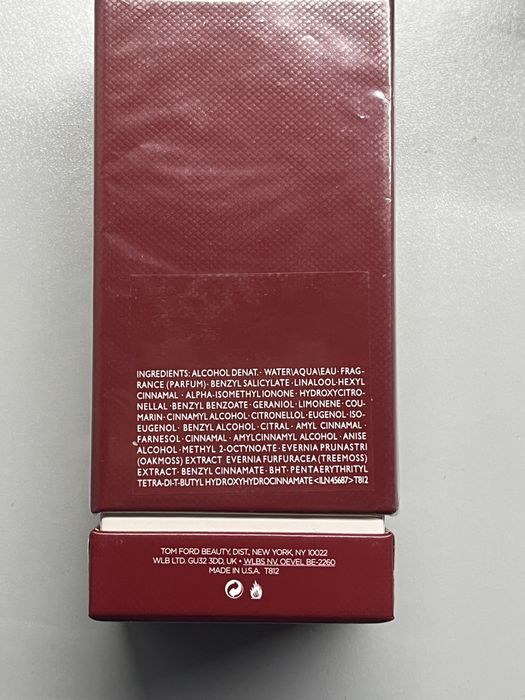 INGREDIENTS: ALCOHOL DENAT. · WATER\AQUA\EAU · FRAG-
RANCE (PARFUM) · BENZYL SALICYLATE · LINALOOL · HEXYL
CINNAMAL · ALPHA-ISOMETHYL IONONE · HYDROXYCITRO-
NELLAL · BENZYL BENZOATE · GERANIOL · LIMONENE · COU-
MARIN · CINNAMYL ALCOHOL · CITRONELLOL · EUGENOL · ISO-
EUGENOL · BENZYL ALCOHOL · CITRAL · AMYL CINNAMAL ·
FARNESOL · CINNAMAL · AMYLCINNAMYL ALCOHOL · ANISE
ALCOHOL · METHYL 2-OCTYNOATE · EVERNIA PRUNASTRI
(OAKMOSS) EXTRACT · EVERNIA FURFURACEA (TREEMOSS)
EXTRACT · BENZYL CINNAMATE · BHT · PENTAERYTHRITYL
TETRA-DI-T-BUTYL HYDROXYHYDROCINNAMATE <ILN45687> T812
TOM FORD BEAUTY, DIST., NEW YORK, NY 10022
WLB LTD. GU32 3DD, UK • WLBS NV. OEVEL BE-2260
MADE IN U.S.A. T812